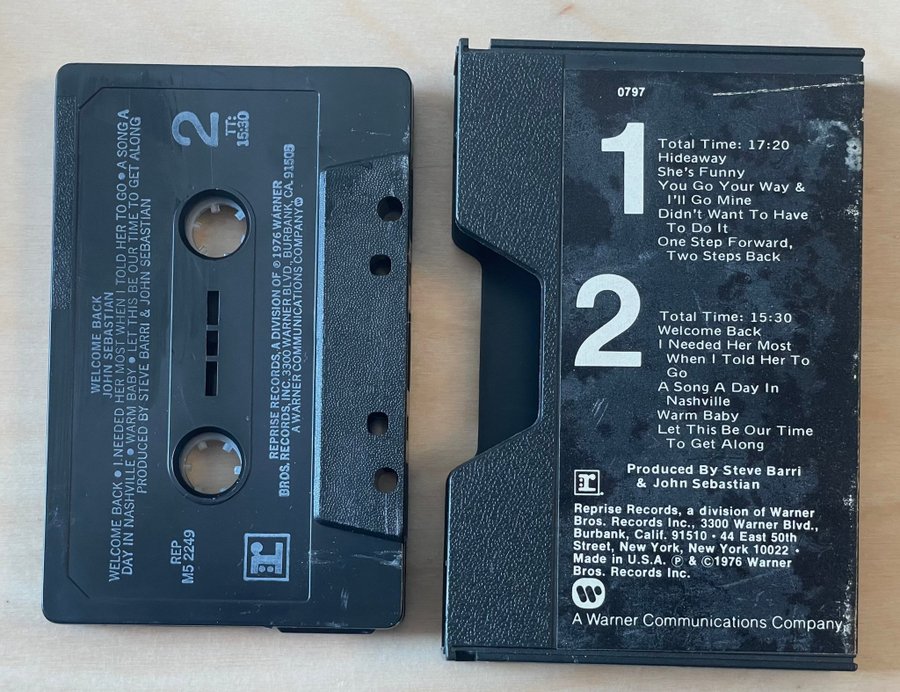 WELCOME BACK
JOHN SEBASTIAN
WELCOME BACK • I NEEDED HER MOST WHEN I TOLD HER TO GO • A SONG A
DAY IN NASHVILLE • WARM BABY • LET THIS BE OUR TIME TO GET ALONG
PRODUCED BY STEVE BARRI & JOHN SEBASTIAN
2
TT:
15:30
REP
M5 2249
REPRISE RECORDS, A DIVISION OF ℗ 1976 WARNER
BROS. RECORDS, INC. 3300 WARNER BLVD., BURBANK, CA. 91505
A WARNER COMMUNICATIONS COMPANY
r:
0797
1
Total Time: 17:20
Hideaway
She's Funny
You Go Your Way &
I'll Go Mine
Didn't Want To Have
To Do It
One Step Forward,
Two Steps Back
2
Total Time: 15:30
Welcome Back
I Needed Her Most
When I Told Her To
Go
A Song A Day In
Nashville
Warm Baby
Let This Be Our Time
To Get Along
Produced By Steve Barri
& John Sebastian
r:
Reprise Records, a division of Warner
Bros. Records Inc., 3300 Warner Blvd.,
Burbank, Calif. 91510 • 44 East 50th
Street, New York, New York 10022 •
Made in U.S.A. ℗ & ©1976 Warner
Bros. Records Inc.
A Warner Communications Company